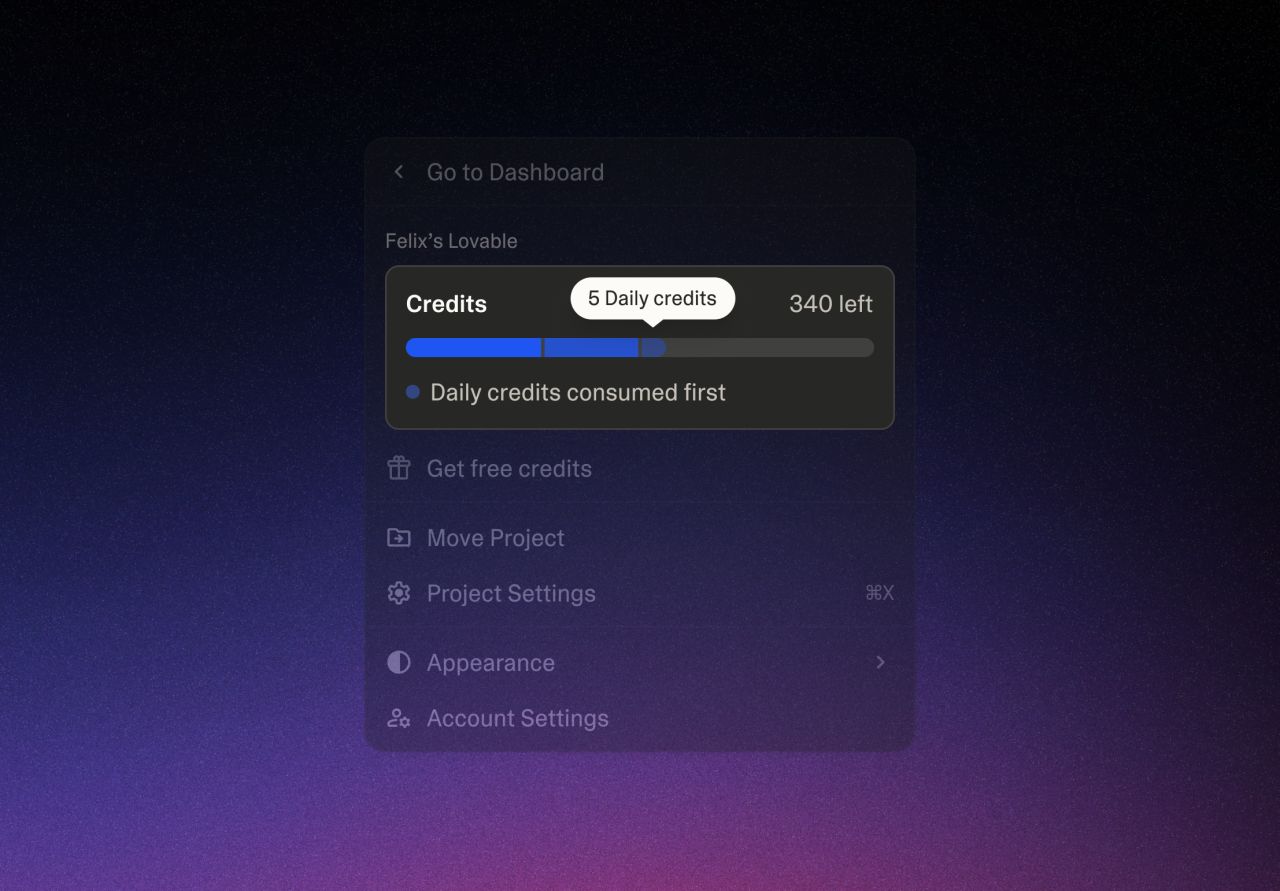 Go to Dashboard
Felix’s Lovable
5 Daily credits
Credits
340 left
Daily credits consumed first
Get free credits
Move Project
Project Settings
⌘X
Appearance
Account Settings